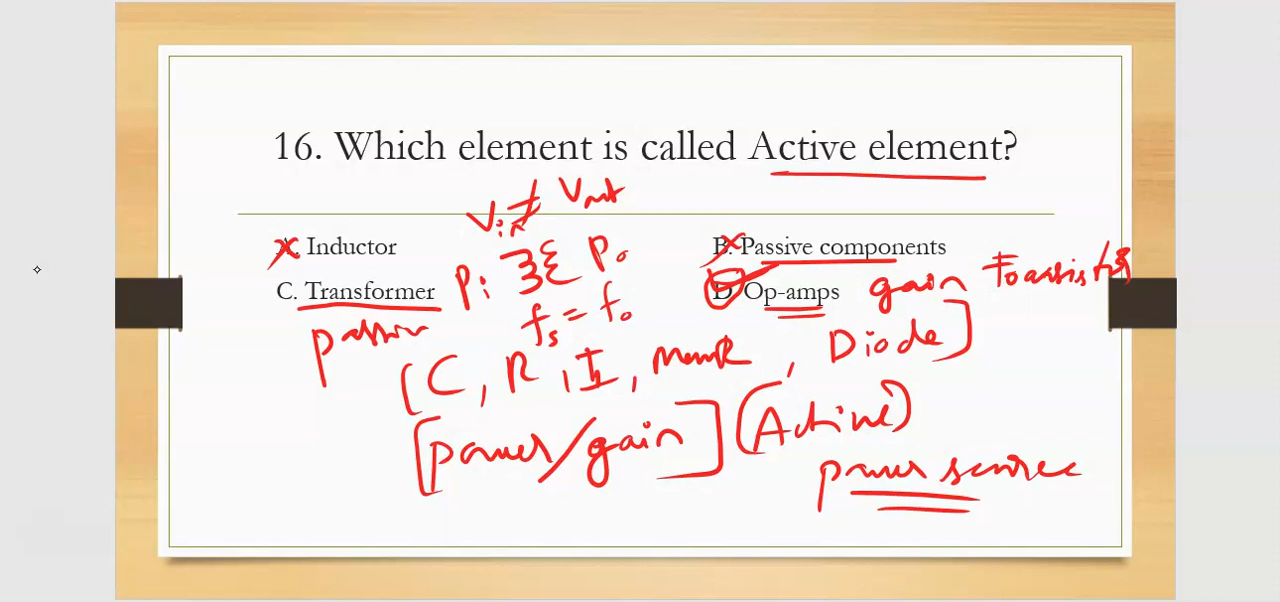 16. Which element is called Active element?
Vin ≠ Vout
A. Inductor
B. Passive components
Pi Po
C. Transformer
D. Op-amps
gain
fs = fo
[C, R, I, MemR, Diode]
[power/gain] (Active)
power source